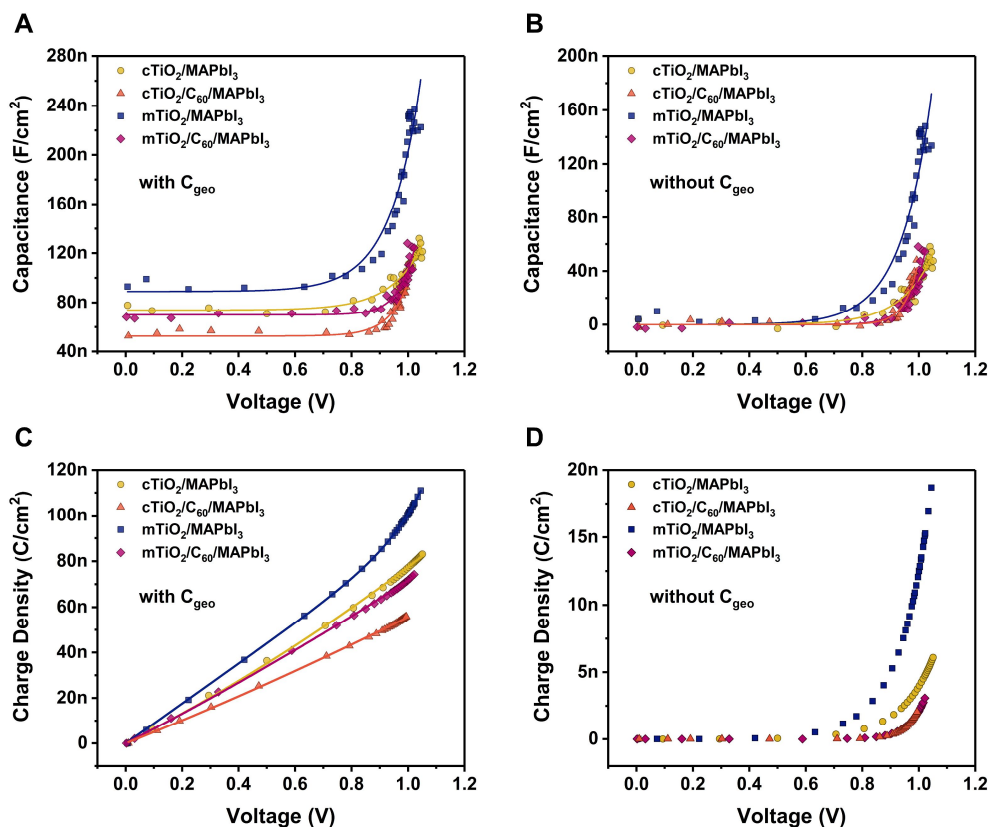 A
280n
240n
200n
160n
120n
80n
40n
Capacitance (F/cm²)
cTiO₂/MAPbI₃
cTiO₂/C₆₀/MAPbI₃
mTiO₂/MAPbI₃
mTiO₂/C₆₀/MAPbI₃
with C_geo
0.0 0.2 0.4 0.6 0.8 1.0 1.2
Voltage (V)
B
200n
160n
120n
80n
40n
0
Capacitance (F/cm²)
cTiO₂/MAPbI₃
cTiO₂/C₆₀/MAPbI₃
mTiO₂/MAPbI₃
mTiO₂/C₆₀/MAPbI₃
without C_geo
0.0 0.2 0.4 0.6 0.8 1.0 1.2
Voltage (V)
C
120n
100n
80n
60n
40n
20n
0
Charge Density (C/cm²)
cTiO₂/MAPbI₃
cTiO₂/C₆₀/MAPbI₃
mTiO₂/MAPbI₃
mTiO₂/C₆₀/MAPbI₃
with C_geo
0.0 0.2 0.4 0.6 0.8 1.0 1.2
Voltage (V)
D
20n
15n
10n
5n
0
Charge Density (C/cm²)
cTiO₂/MAPbI₃
cTiO₂/C₆₀/MAPbI₃
mTiO₂/MAPbI₃
mTiO₂/C₆₀/MAPbI₃
without C_geo
0.0 0.2 0.4 0.6 0.8 1.0 1.2
Voltage (V)